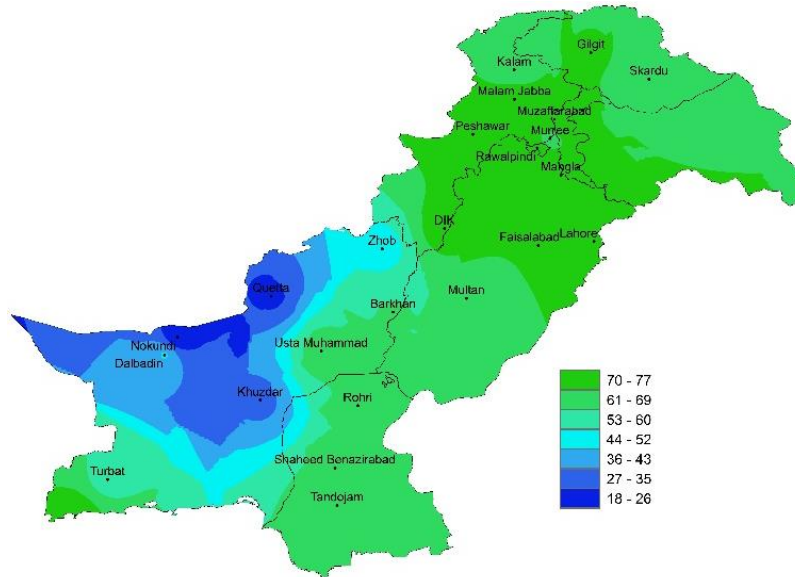 Gilgit
Kalam
Skardu
Malam Jabba
Muzaffarabad
Peshawar
Murree
Rawalpindi
Mangla
DIK
Faisalabad
Lahore
Zhob
Quetta
Multan
Barkhan
Nokundi
Usta Muhammad
Dalbadin
Khuzdar
Rohri
Shaheed Benazirabad
Turbat
Tandojam
70 - 77
61 - 69
53 - 60
44 - 52
36 - 43
27 - 35
18 - 26